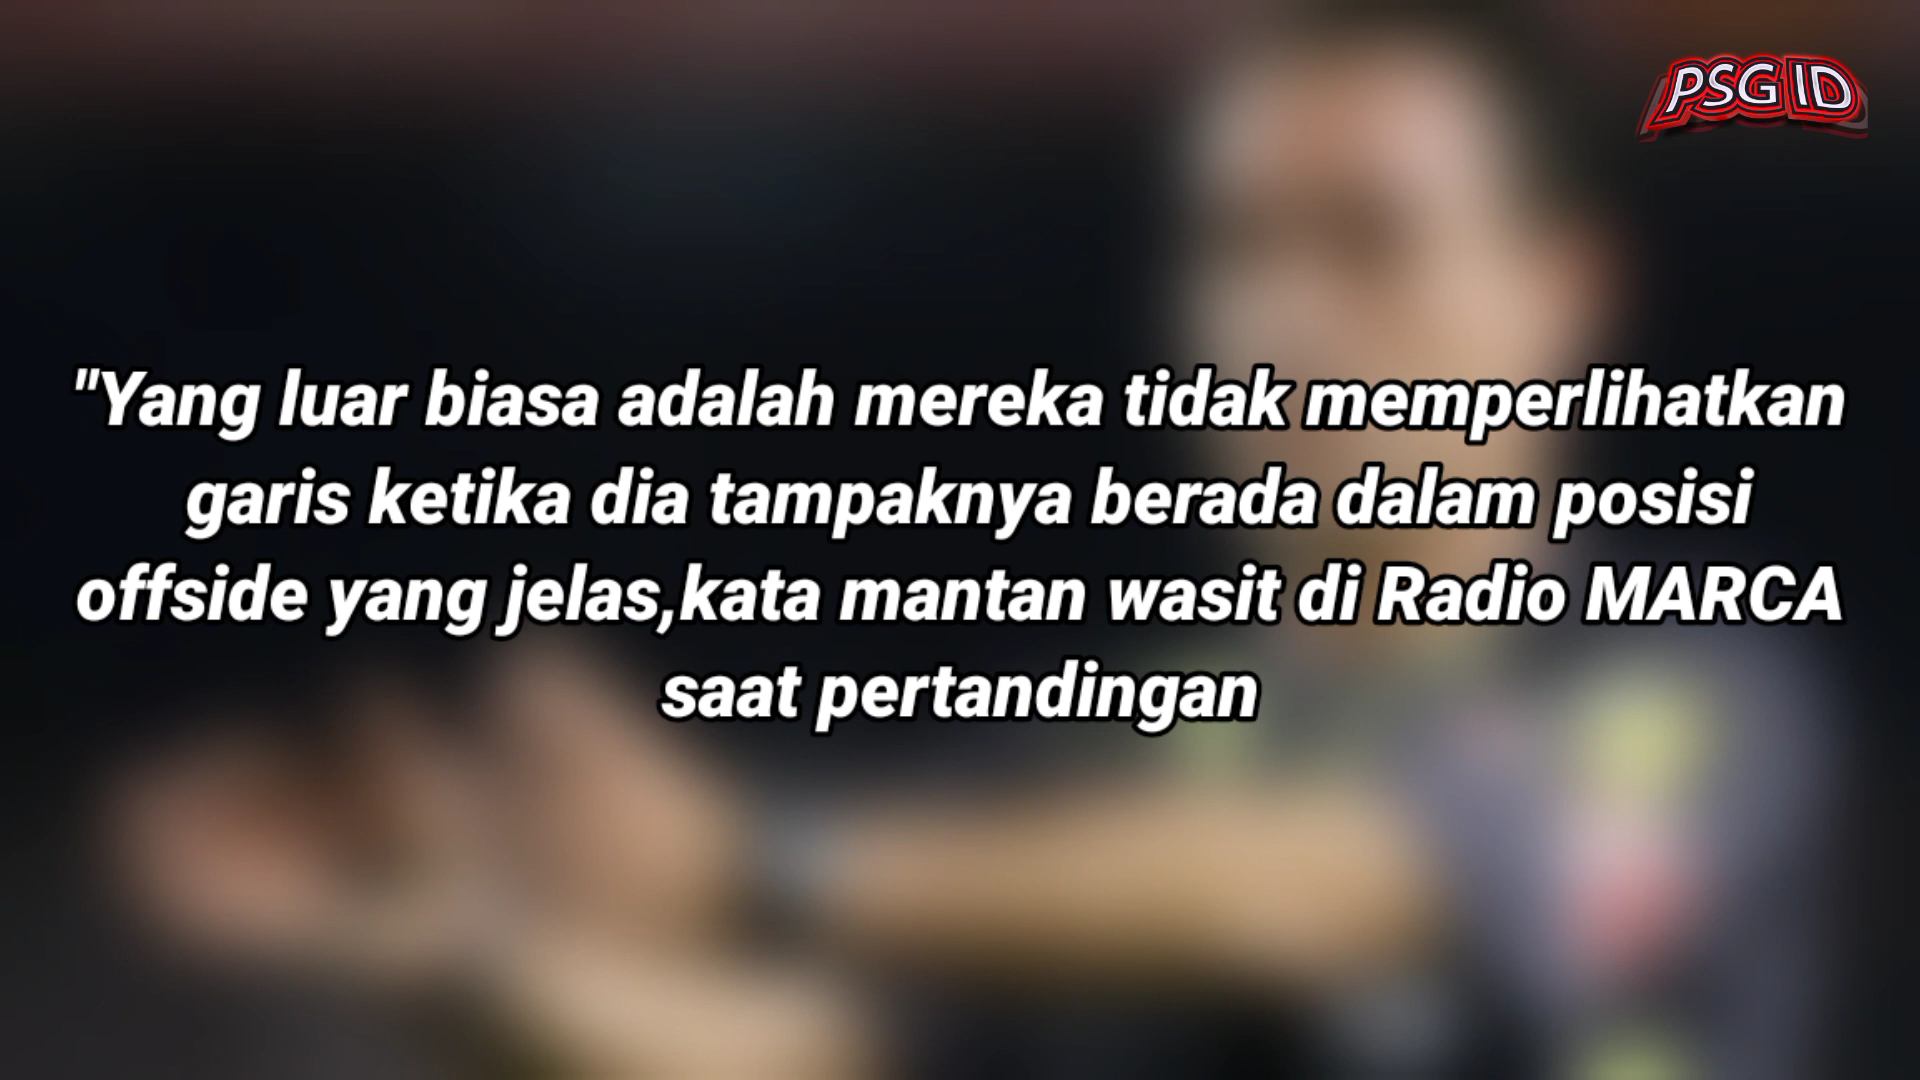 PSG ID
"Yang luar biasa adalah mereka tidak memperlihatkan
garis ketika dia tampaknya berada dalam posisi
offside yang jelas,kata mantan wasit di Radio MARCA
saat pertandingan